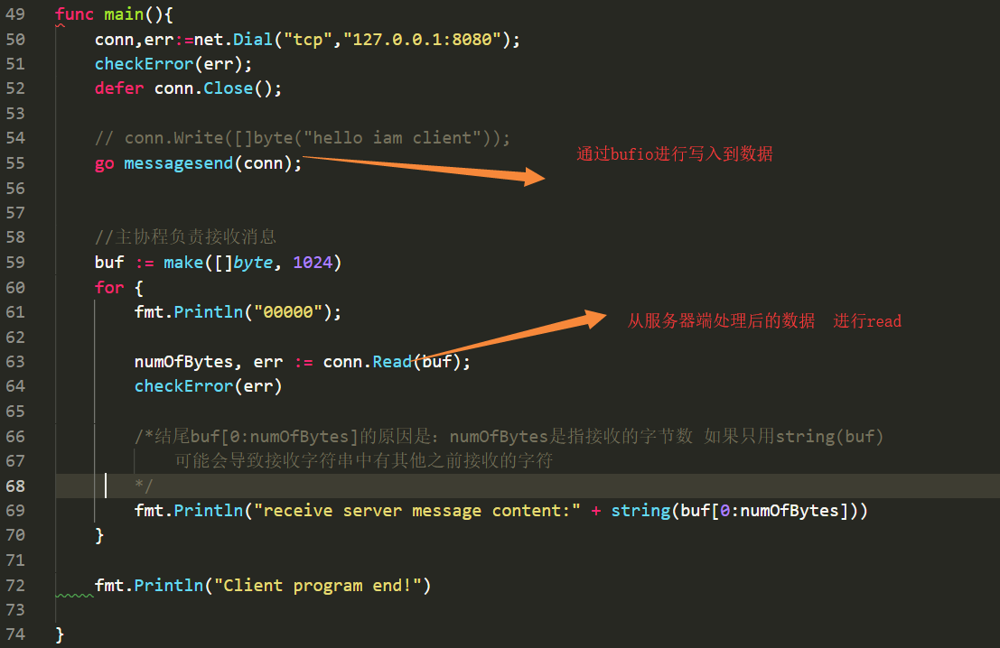 49 func main(){
50 conn,err:=net.Dial("tcp","127.0.0.1:8080");
51 checkError(err);
52 defer conn.Close();
53
54 // conn.Write([]byte("hello iam client"));
55 go messagesend(conn);
通过bufio进行写入到数据
56
57
58 //主协程负责接收消息
59 buf := make([]byte, 1024)
60 for {
61 fmt.Println("00000");
从服务器端处理后的数据 进行read
62
63 numOfBytes, err := conn.Read(buf);
64 checkError(err)
65
66 /*结尾buf[0:numOfBytes]的原因是：numOfBytes是指接收的字节数 如果只用string(buf)
67 可能会导致接收字符串中有其他之前接收的字符
68 */
69 fmt.Println("receive server message content:" + string(buf[0:numOfBytes]))
70 }
71
72 fmt.Println("Client program end!")
73
74 }